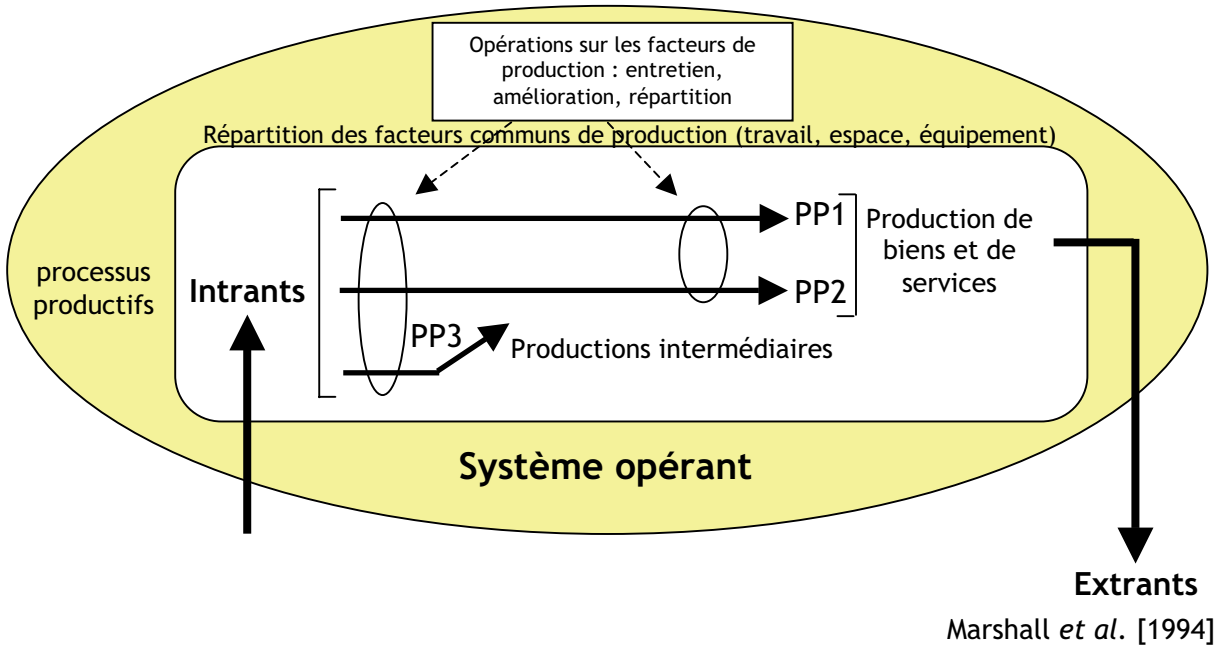 Opérations sur les facteurs de
production : entretien,
amélioration, répartition
Répartition des facteurs communs de production (travail, espace, équipement)
processus
productifs
Intrants
PP1
PP2
PP3
Productions intermédiaires
Production de
biens et de
services
Système opérant
Extrants
Marshall et al. [1994]